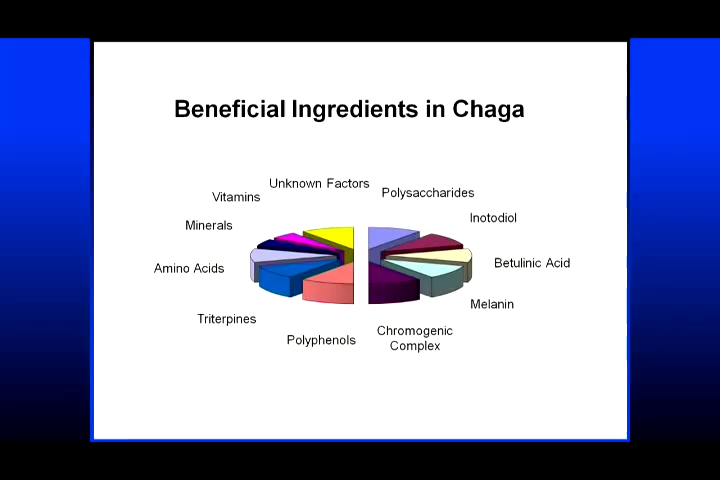 Beneficial Ingredients in Chaga
Unknown Factors
Polysaccharides
Vitamins
Inotodiol
Minerals
Betulinic Acid
Amino Acids
Melanin
Triterpines
Chromogenic
Complex
Polyphenols